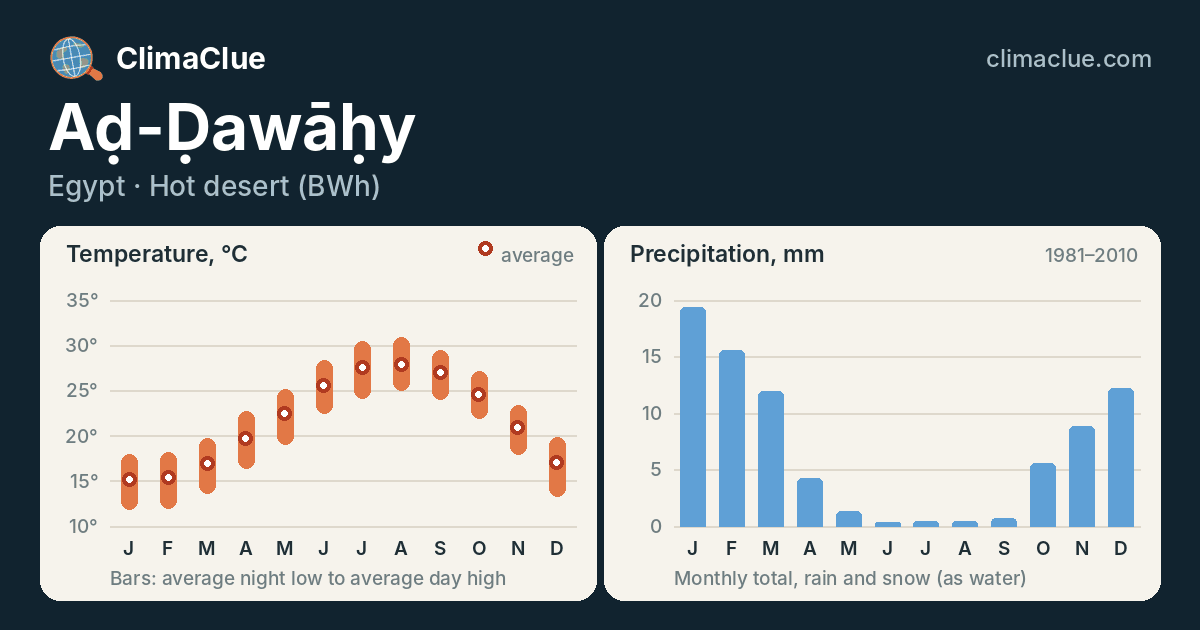 ClimaClue
climaclue.com
Aḍ-Ḍawāḥy
Egypt · Hot desert (BWh)
Temperature, °C
average
35°
30°
25°
20°
15°
10°
J F M A M J J A S O N D
Bars: average night low to average day high
Precipitation, mm
1981–2010
20
15
10
5
0
J F M A M J J A S O N D
Monthly total, rain and snow (as water)